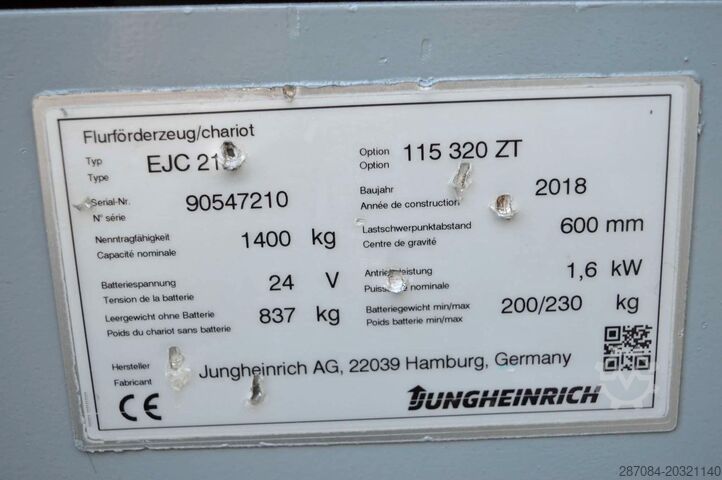 Flurförderzeug/chariot
Typ EJC 21 Option 115 320 ZT
Type Option
Serial-Nr. 90547210 Baujahr 2018
N° série Année de construction
Nenntragfähigkeit 1400 kg Lastschwerpunktabstand 600 mm
Capacité nominale Centre de gravité
Batteriespannung 24 V 1,6 kW
Tension de la batterie nominale
Leergewicht ohne Batterie 837 kg Batteriegewicht min/max 200/230 kg
Poids du chariot sans batterie Poids batterie min/max
Hersteller Jungheinrich AG, 22039 Hamburg, Germany
Fabricant
CE JUNGHEINRICH
287084-20321140